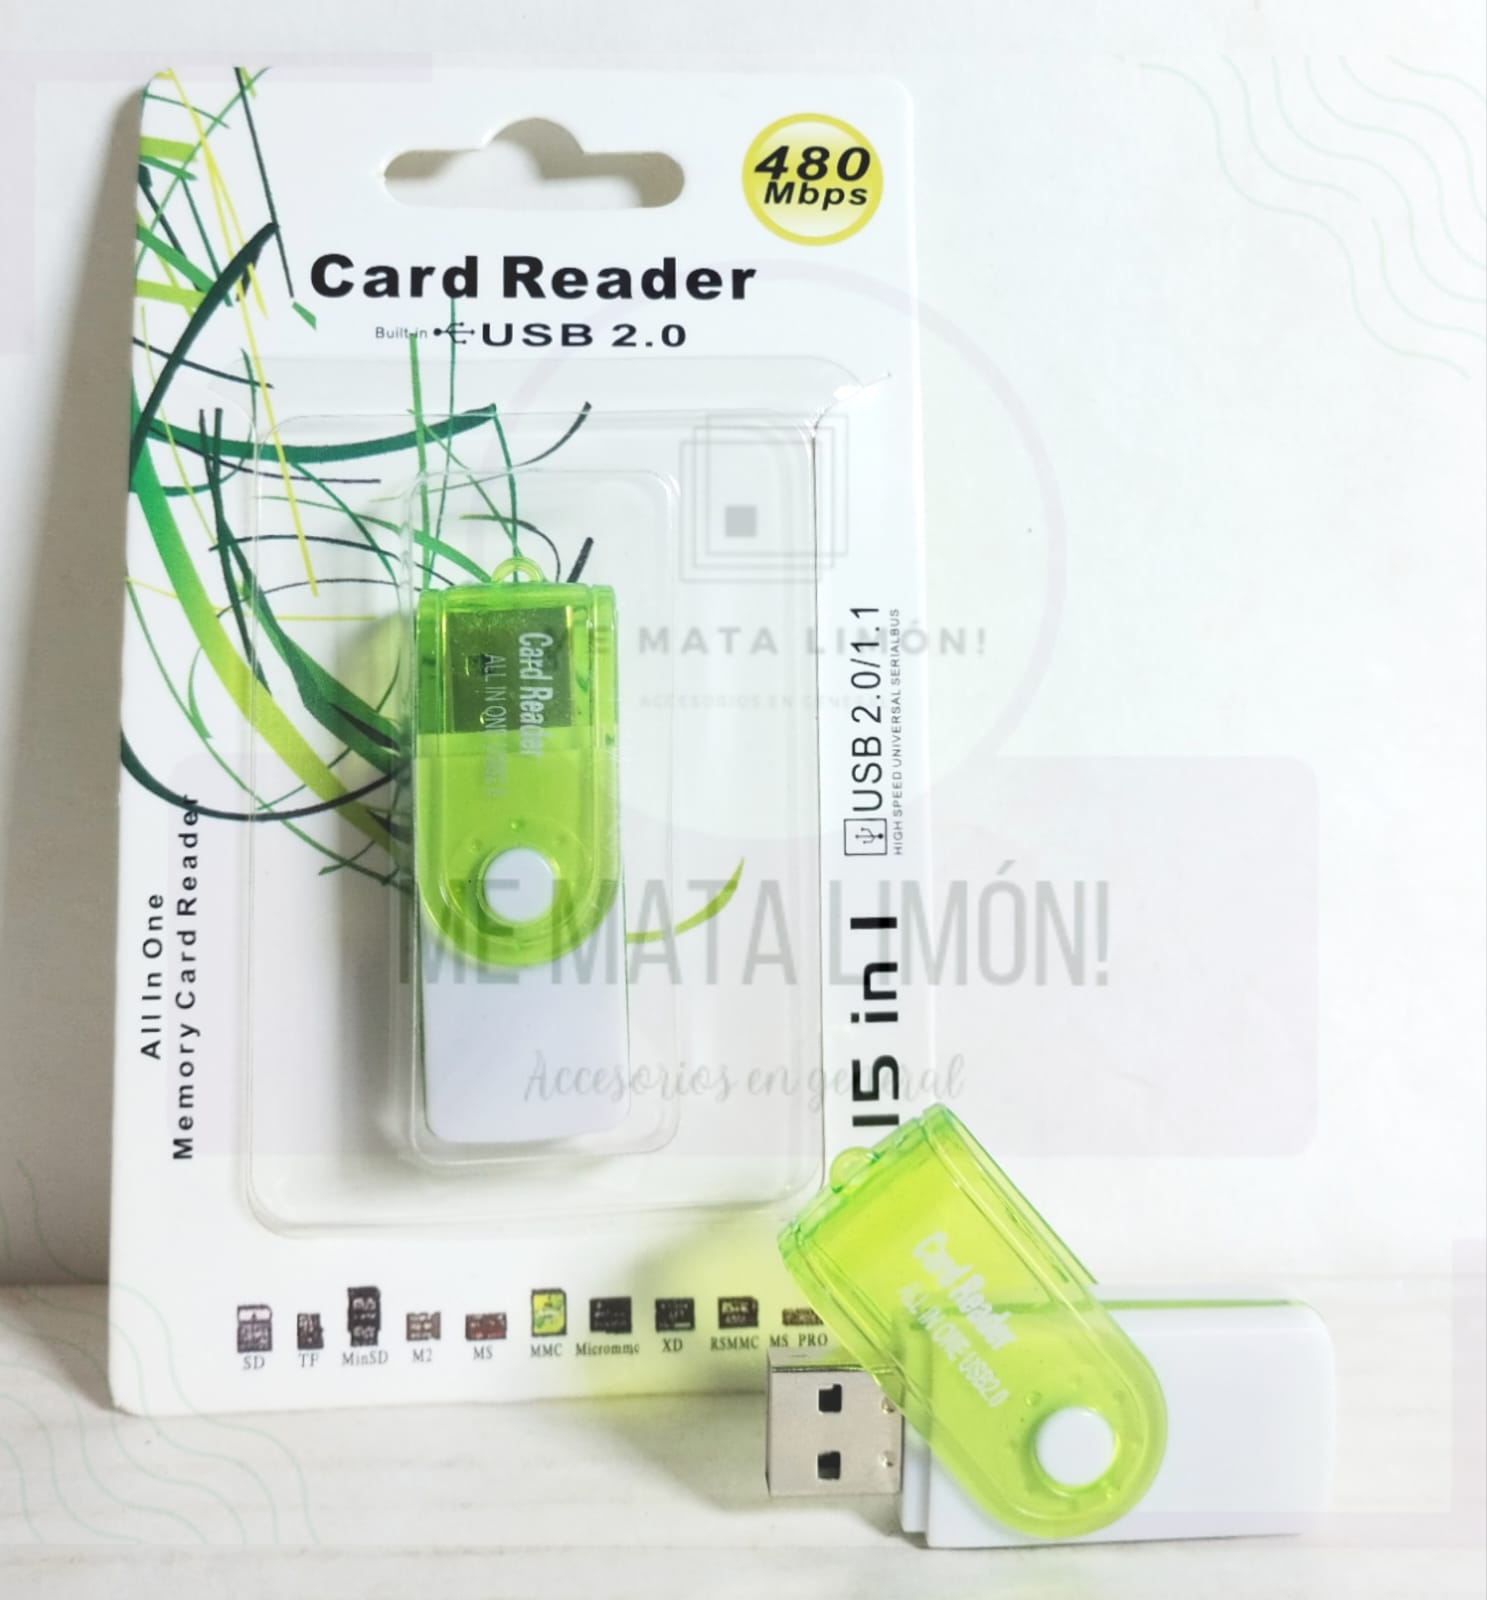 480
Mbps
Card Reader
Built-in USB 2.0
Card Reader
ALL IN ONE
ME MATA LIMÓN!
ACCESORIOS EN GENERAL
USB 2.0/1.1
HIGH SPEED UNIVERSAL SERIALBUS
ME MATA LIMÓN!
Accesorios en general
15 in 1
All In One
Memory Card Reader
SD TF MinSD M2 MS MMC Micrommc XD RSMMC MS PRO
Card Reader
ALL IN ONE USB2.0